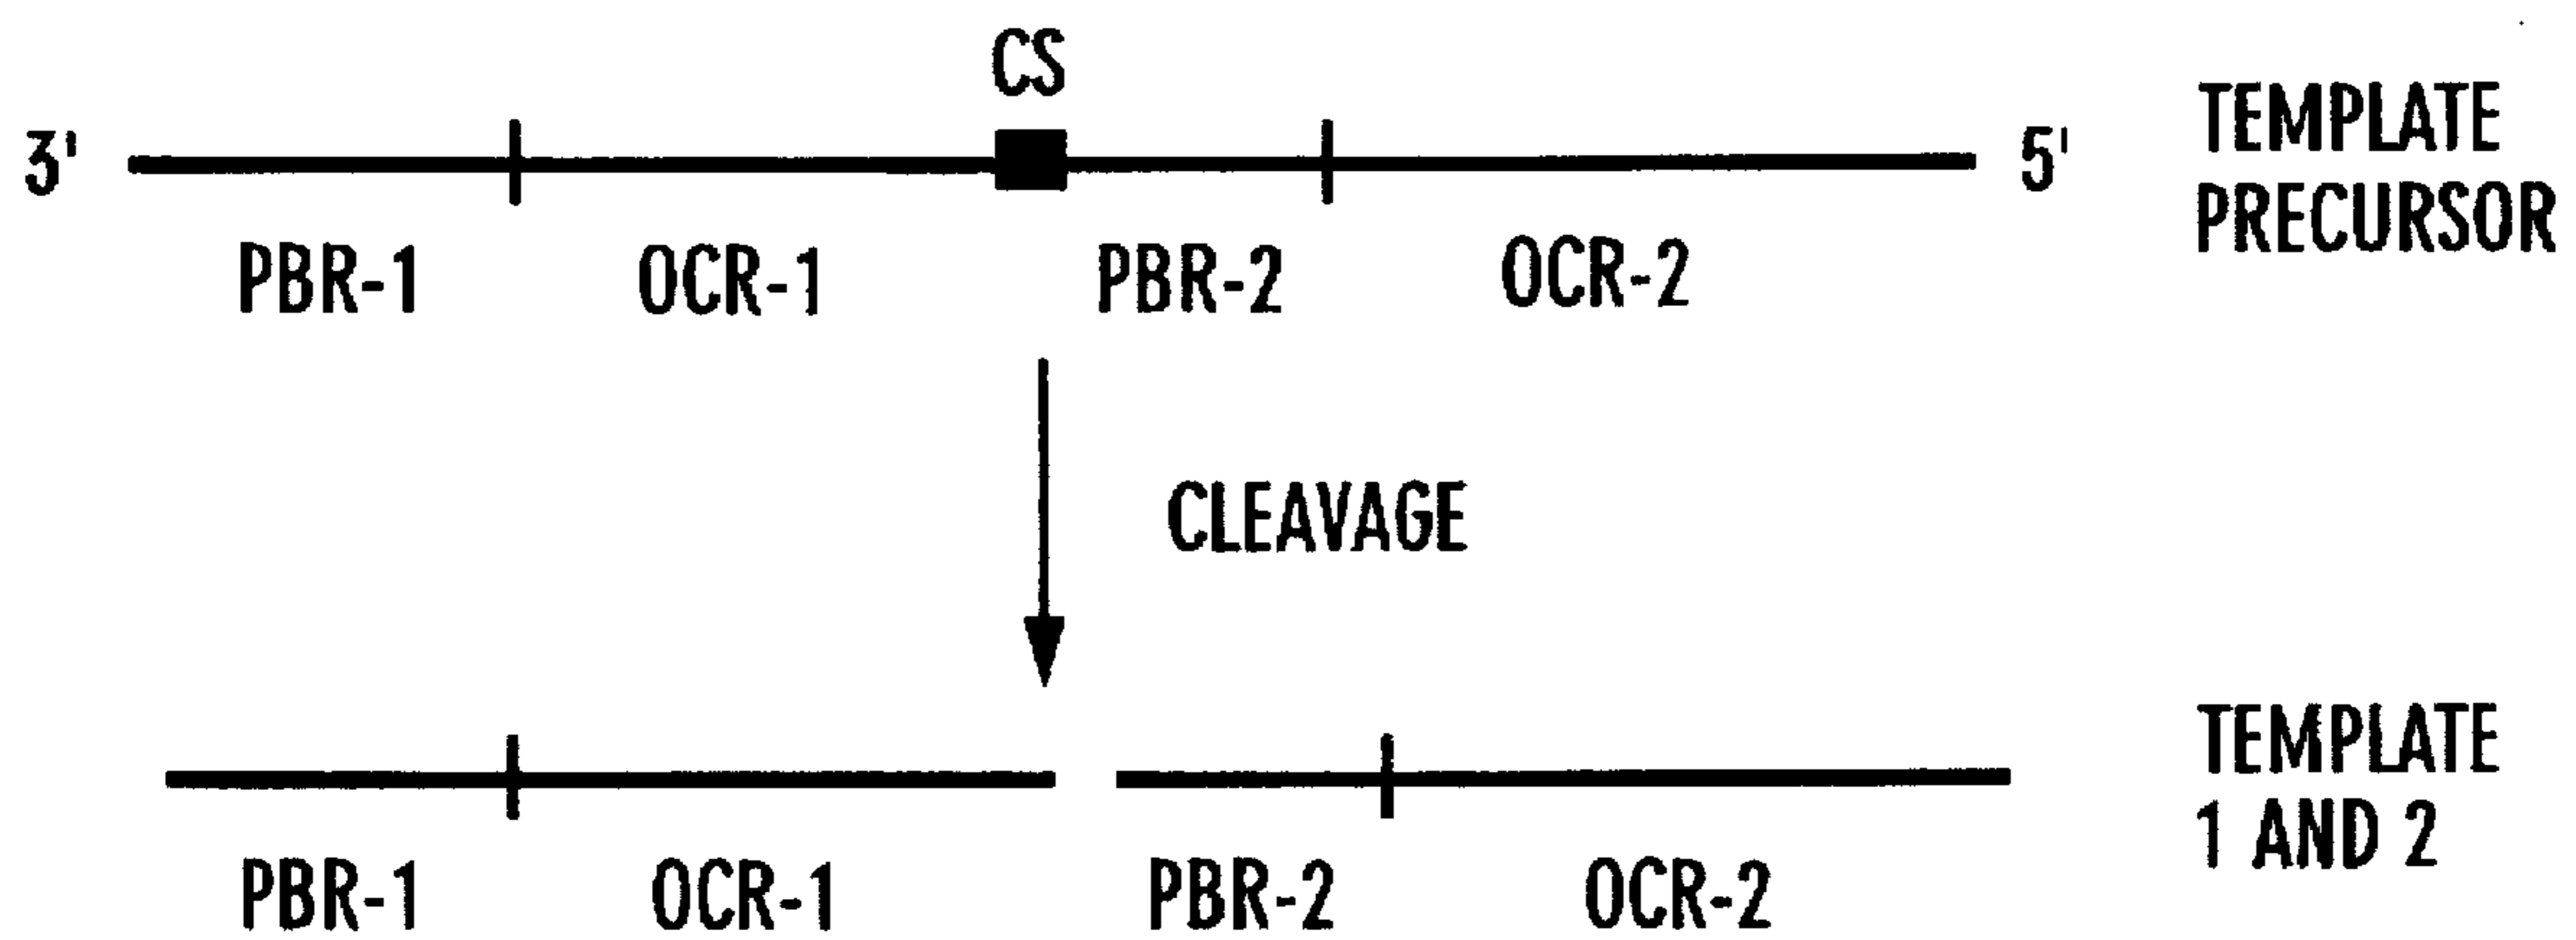 CS
3' 5' TEMPLATE
PRECURSOR
PBR-1 OCR-1 PBR-2 OCR-2
CLEAVAGE
TEMPLATE
1 AND 2
PBR-1 OCR-1 PBR-2 OCR-2